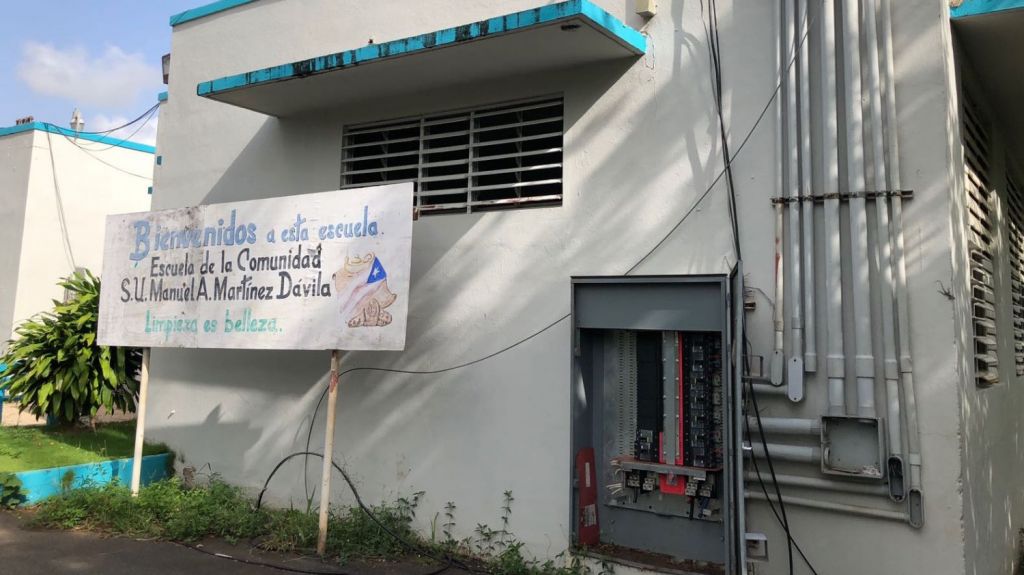 Bienvenidos a esta escuela.
Escuela de la Comunidad
S.U. Manuel A. Martínez Dávila
Limpieza es belleza.